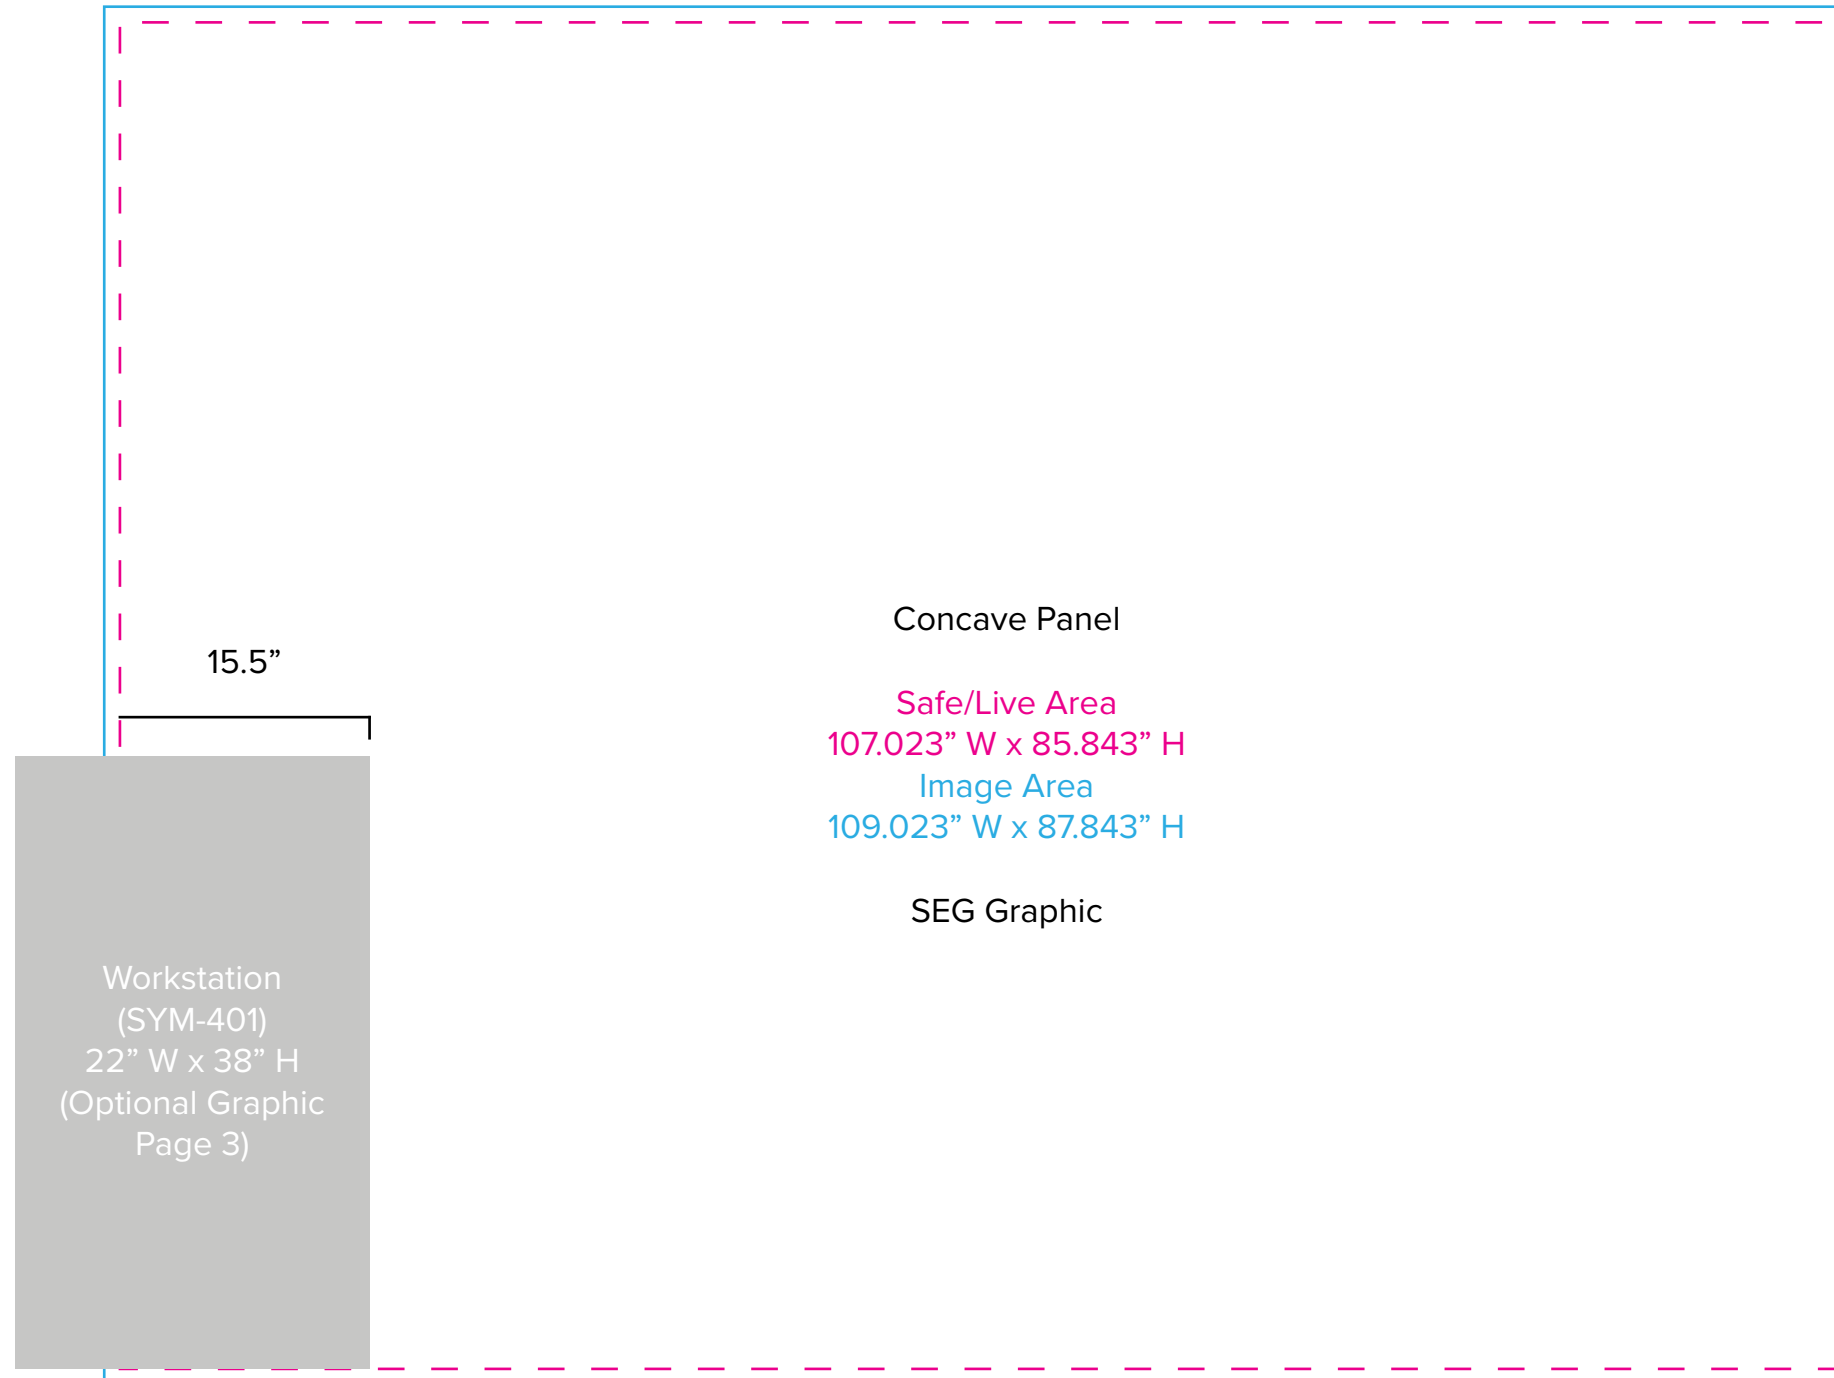 Concave Panel
15.5”
Safe/Live Area
107.023” W x 85.843” H
Image Area
109.023” W x 87.843” H
SEG Graphic
Workstation
(SYM-401)
22” W x 38” H
(Optional Graphic
Page 3)